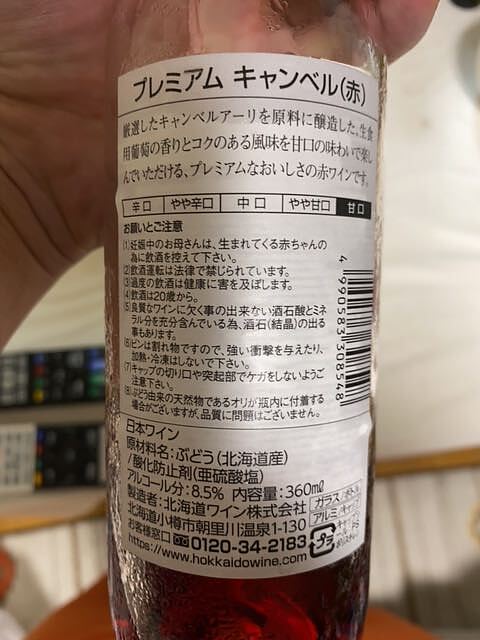 プレミアム キャンベル(赤)
厳選したキャンベルアーリを原料に醸造した、生食
用葡萄の香りとコクのある風味を甘口の味わいで楽し
んでいただける、プレミアムなおいしさの赤ワインです。
辛口 やや辛口 中口 やや甘口 甘口
お願いとご注意
(1)妊娠中のお母さんは、生まれてくる赤ちゃんの
為に飲酒を控えて下さい。
(2)飲酒運転は法律で禁じられています。
(3)過度の飲酒は健康に害を及ぼします。
(4)飲酒は20歳から。
(5)良質なワインに欠く事の出来ない酒石酸とミネ
ラル分を充分含んでいる為、酒石(結晶)の出る
事もあります。
(6)ビンは割れ物ですので、強い衝撃を与えたり、
加熱・冷凍はしないで下さい。
(7)キャップの切り口や突起部でケガをしないようご
注意下さい。
(8)ぶどう由来の天然物であるオリが瓶内に付着する
場合がございますが、品質に問題はございません。
4 990583 308548
日本ワイン
原材料名:ぶどう(北海道産)
/酸化防止剤(亜硫酸塩)
アルコール分:8.5% 内容量:360ml
製造者:北海道ワイン株式会社
北海道小樽市朝里川温泉1-130
お客様窓口 0120-34-2183
https://www.hokkaidowine.com
ガラス ボトル
アルミ キャップ
プラ
PS